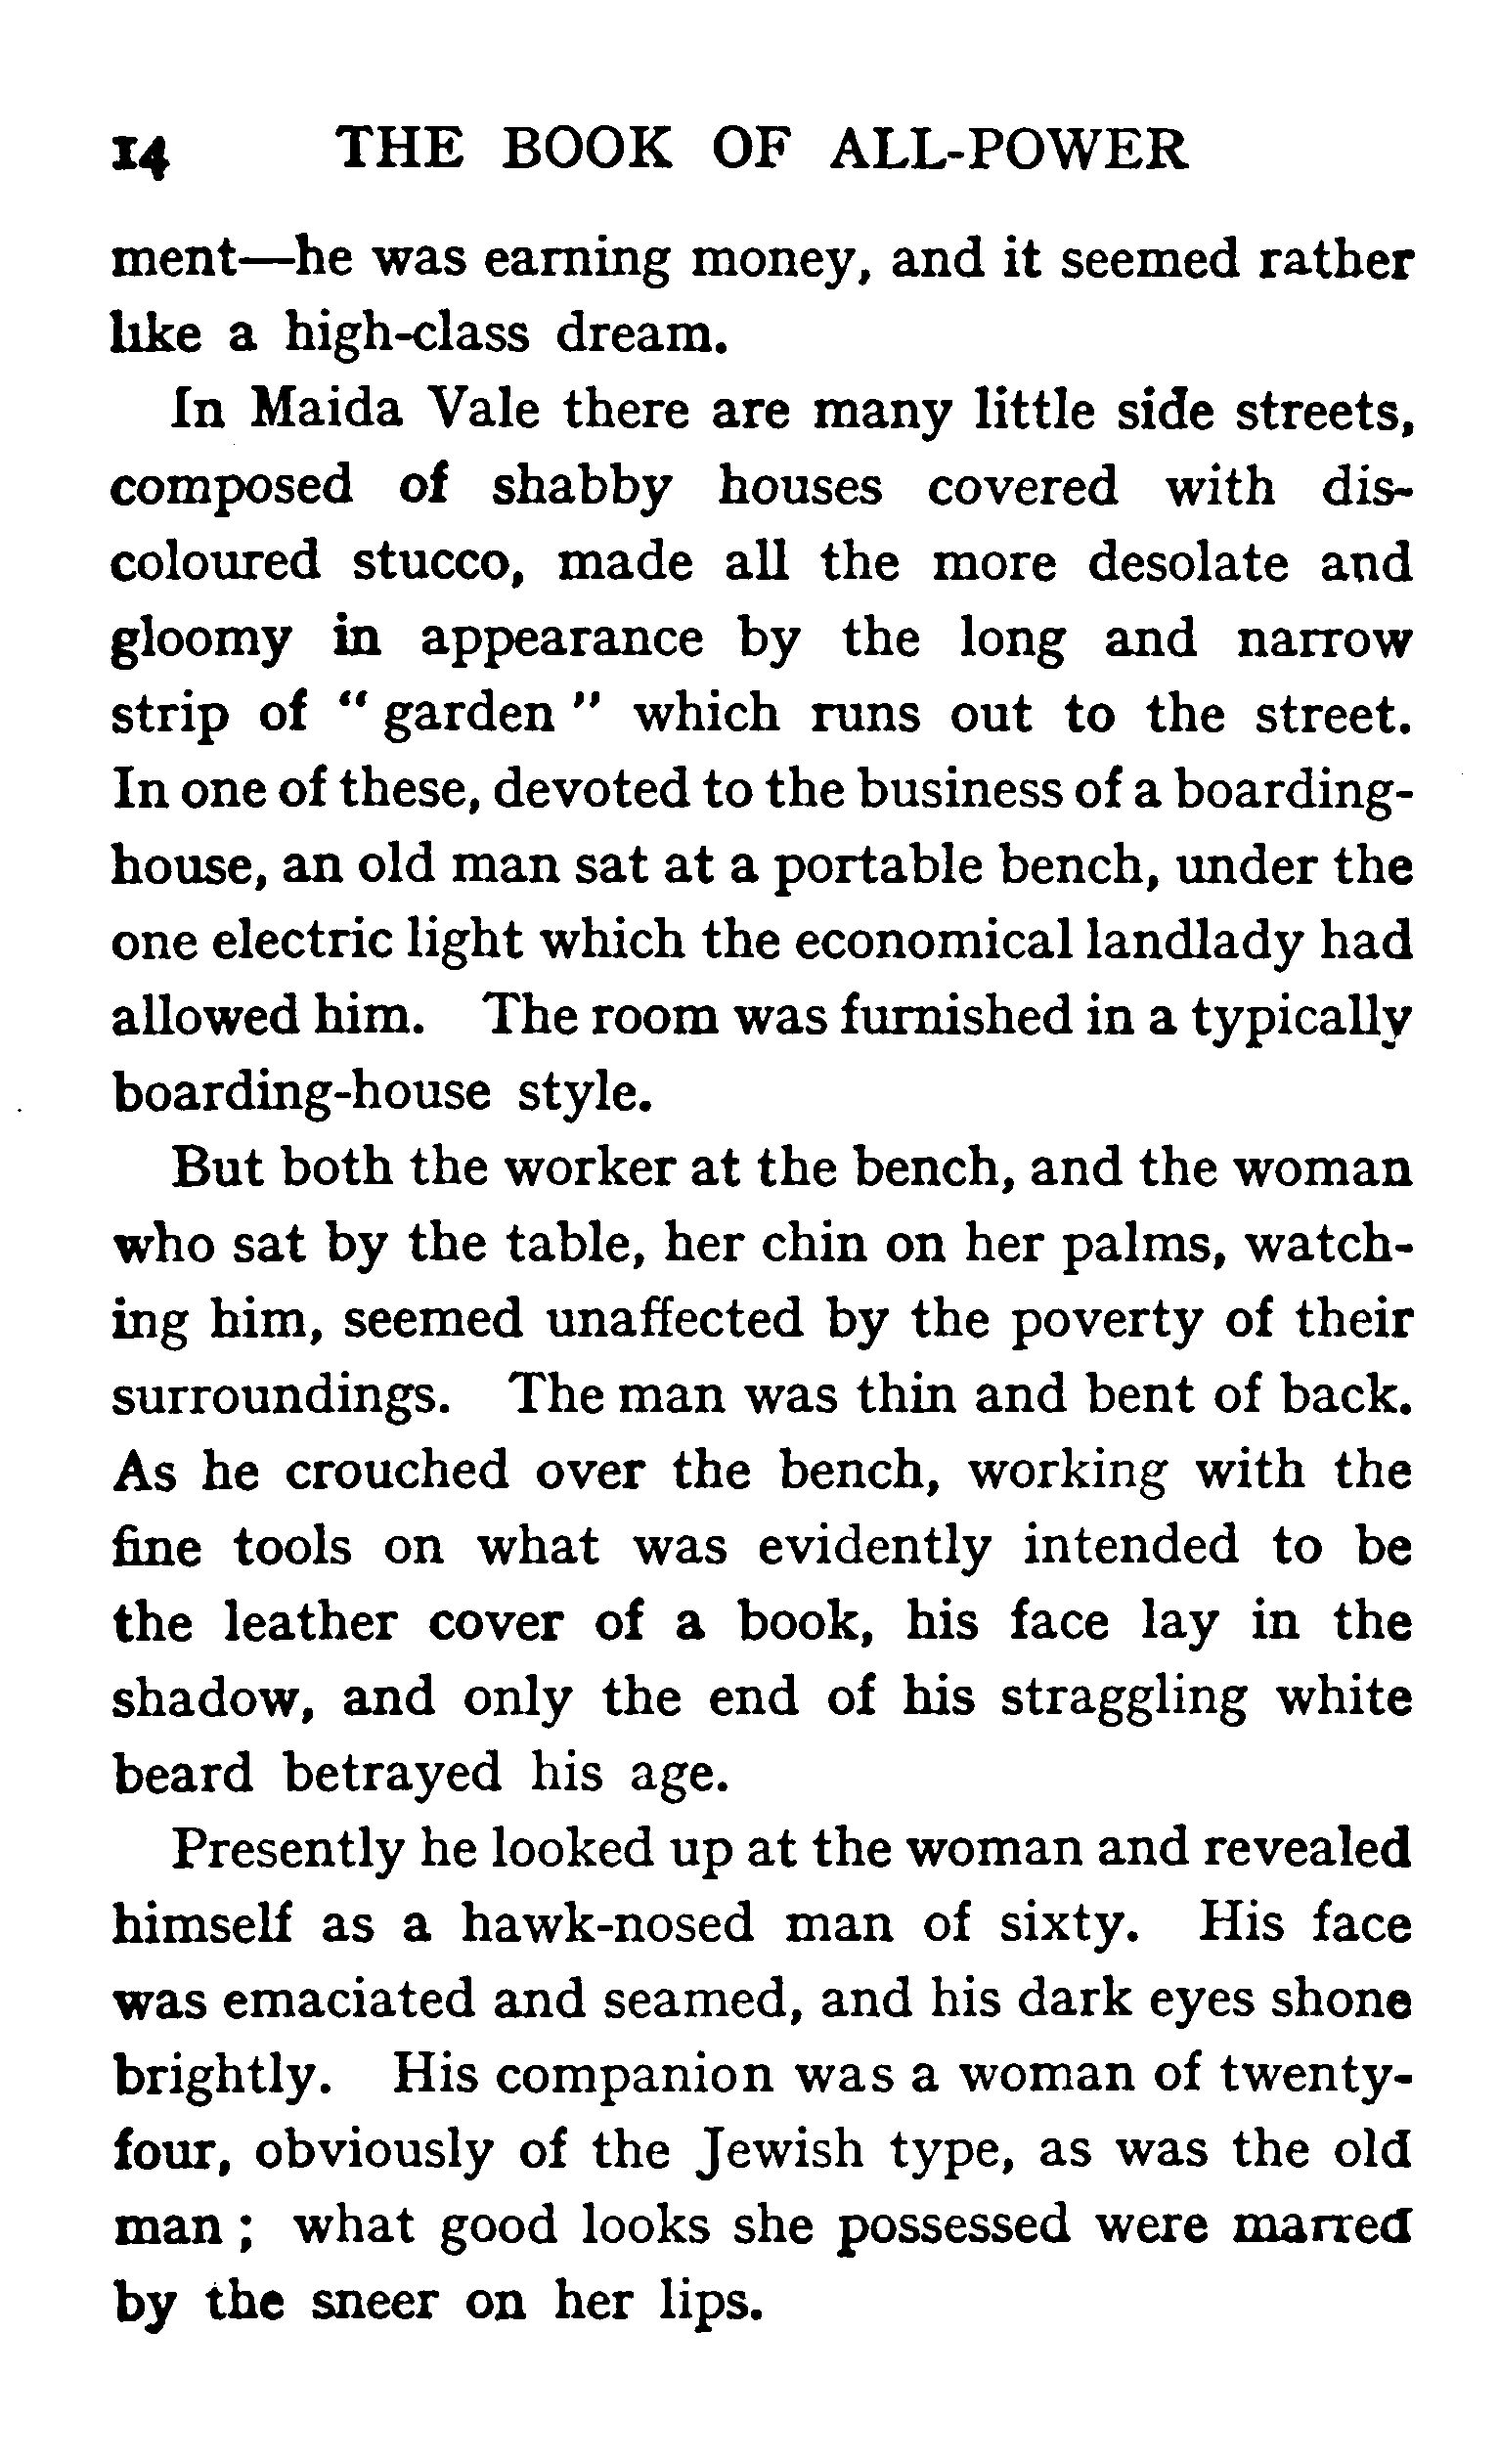 14 THE BOOK OF ALL-POWER
ment—he was earning money, and it seemed rather
like a high-class dream.
In Maida Vale there are many little side streets,
composed of shabby houses covered with dis-
coloured stucco, made all the more desolate and
gloomy in appearance by the long and narrow
strip of “ garden ” which runs out to the street.
In one of these, devoted to the business of a boarding-
house, an old man sat at a portable bench, under the
one electric light which the economical landlady had
allowed him. The room was furnished in a typically
boarding-house style.
But both the worker at the bench, and the woman
who sat by the table, her chin on her palms, watch-
ing him, seemed unaffected by the poverty of their
surroundings. The man was thin and bent of back.
As he crouched over the bench, working with the
fine tools on what was evidently intended to be
the leather cover of a book, his face lay in the
shadow, and only the end of his straggling white
beard betrayed his age.
Presently he looked up at the woman and revealed
himself as a hawk-nosed man of sixty. His face
was emaciated and seamed, and his dark eyes shone
brightly. His companion was a woman of twenty-
four, obviously of the Jewish type, as was the old
man ; what good looks she possessed were marred
by the sneer on her lips.